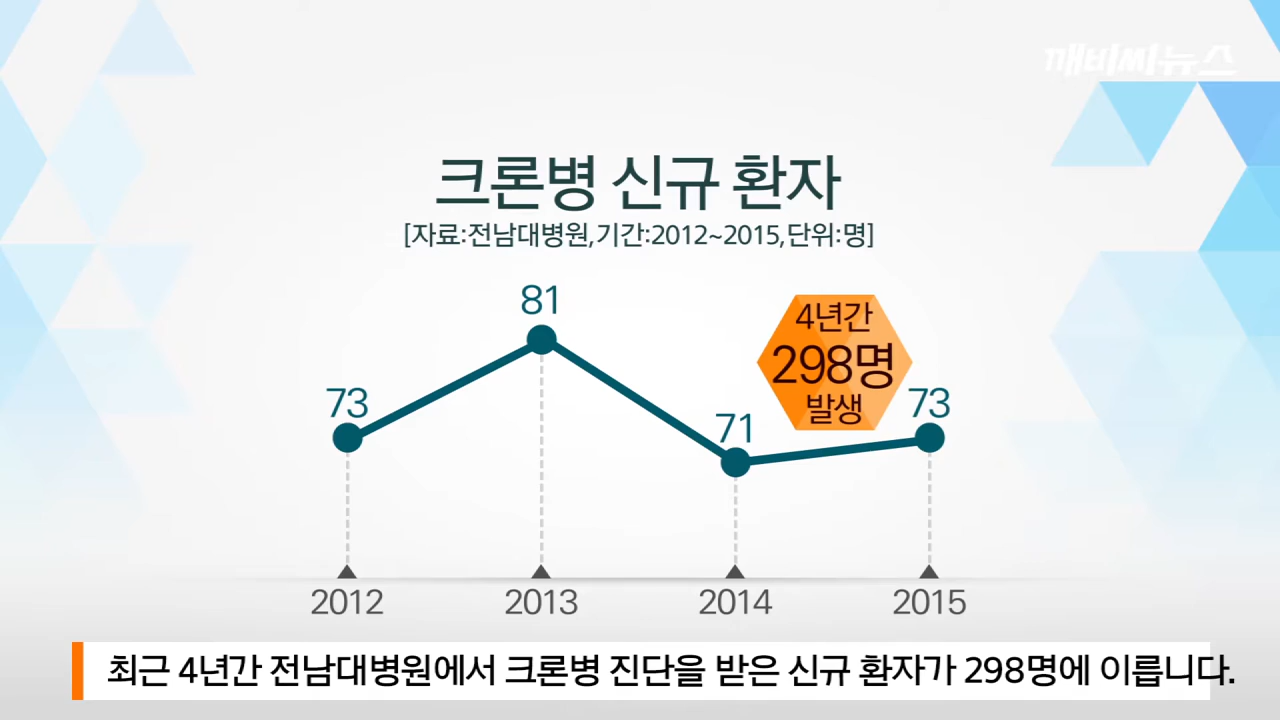 깨비씨뉴스
크론병 신규 환자
[자료:전남대병원,기간:2012~2015,단위:명]
81
4년간
298명
발생
73
73
71
2012
2013
2014
2015
최근 4년간 전남대병원에서 크론병 진단을 받은 신규 환자가 298명에 이릅니다.